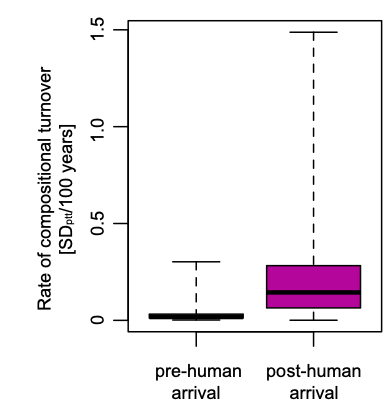 Rate of compositional turnover
[SDptt/100 years]
1.5
1.0
0.5
0
pre-human
arrival
post-human
arrival